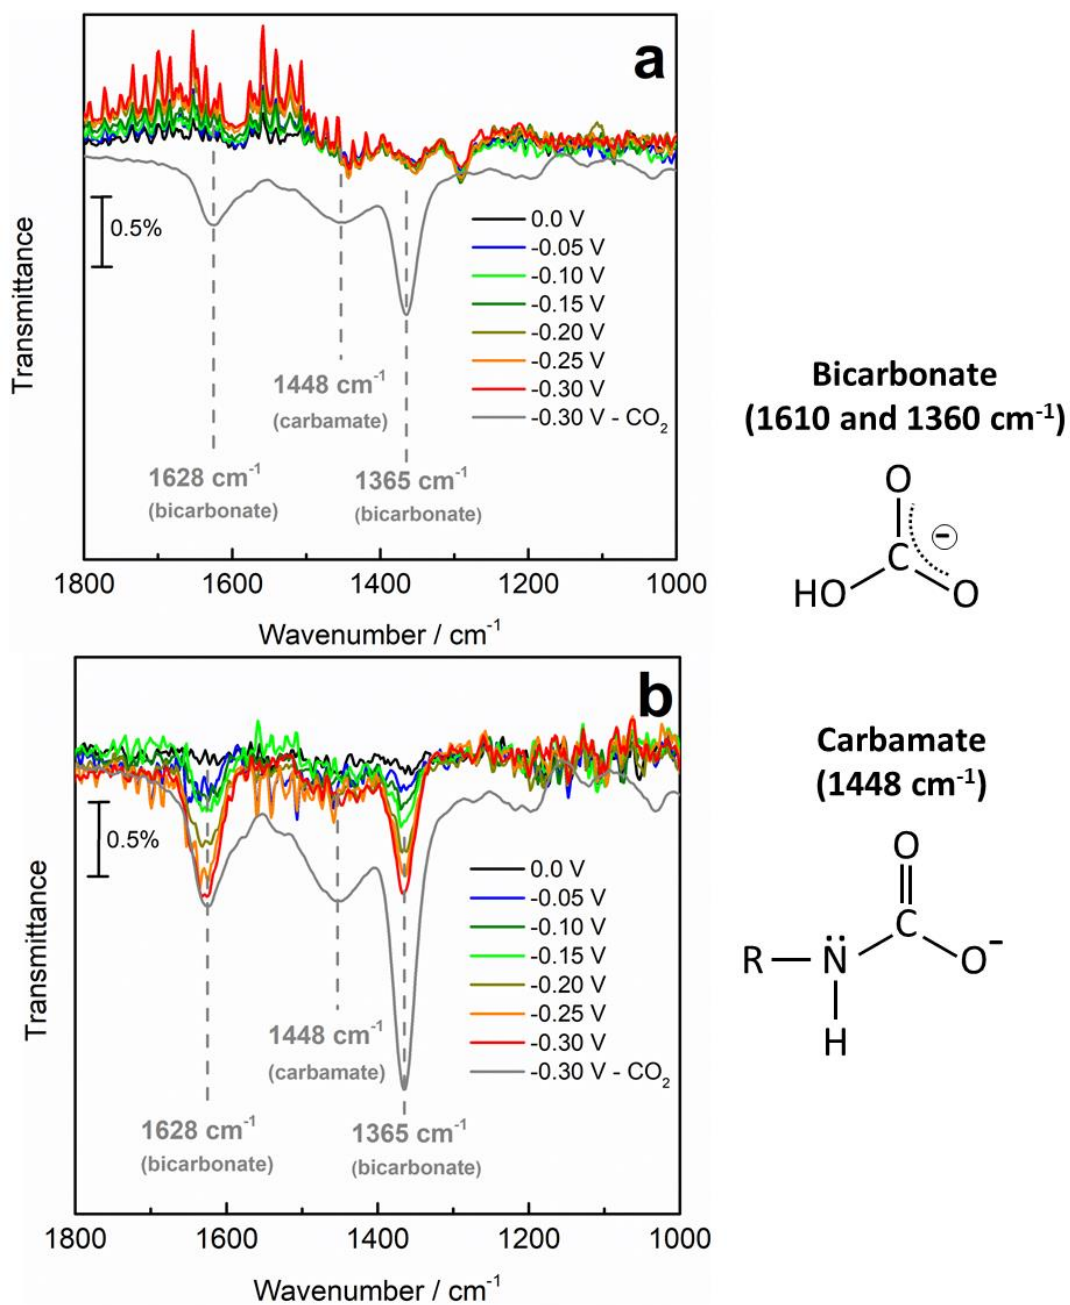 a
Transmittance
0.5%
0.0 V
-0.05 V
-0.10 V
-0.15 V
-0.20 V
-0.25 V
-0.30 V
-0.30 V - CO₂
1448 cm⁻¹
(carbamate)
1628 cm⁻¹
(bicarbonate)
1365 cm⁻¹
(bicarbonate)
1800 1600 1400 1200 1000
Wavenumber / cm⁻¹
Bicarbonate
(1610 and 1360 cm⁻¹)
O
C
−
HO
O
b
Transmittance
0.5%
0.0 V
-0.05 V
-0.10 V
-0.15 V
-0.20 V
-0.25 V
-0.30 V
-0.30 V - CO₂
1448 cm⁻¹
(carbamate)
1628 cm⁻¹
(bicarbonate)
1365 cm⁻¹
(bicarbonate)
1800 1600 1400 1200 1000
Wavenumber / cm⁻¹
Carbamate
(1448 cm⁻¹)
O
C
R N O⁻
H